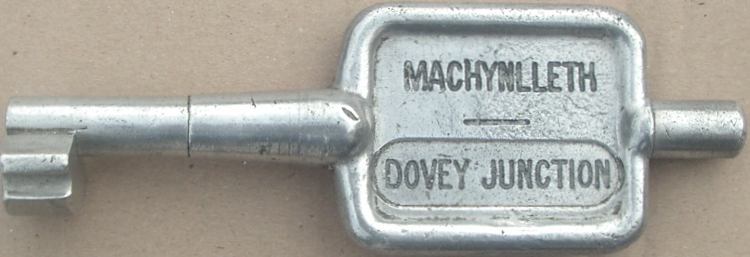 MACHYNLLETH
—
DOVEY JUNCTION